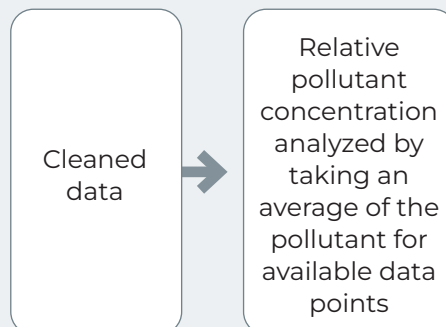 Cleaned
data
Relative
pollutant
concentration
analyzed by
taking an
average of the
pollutant for
available data
points